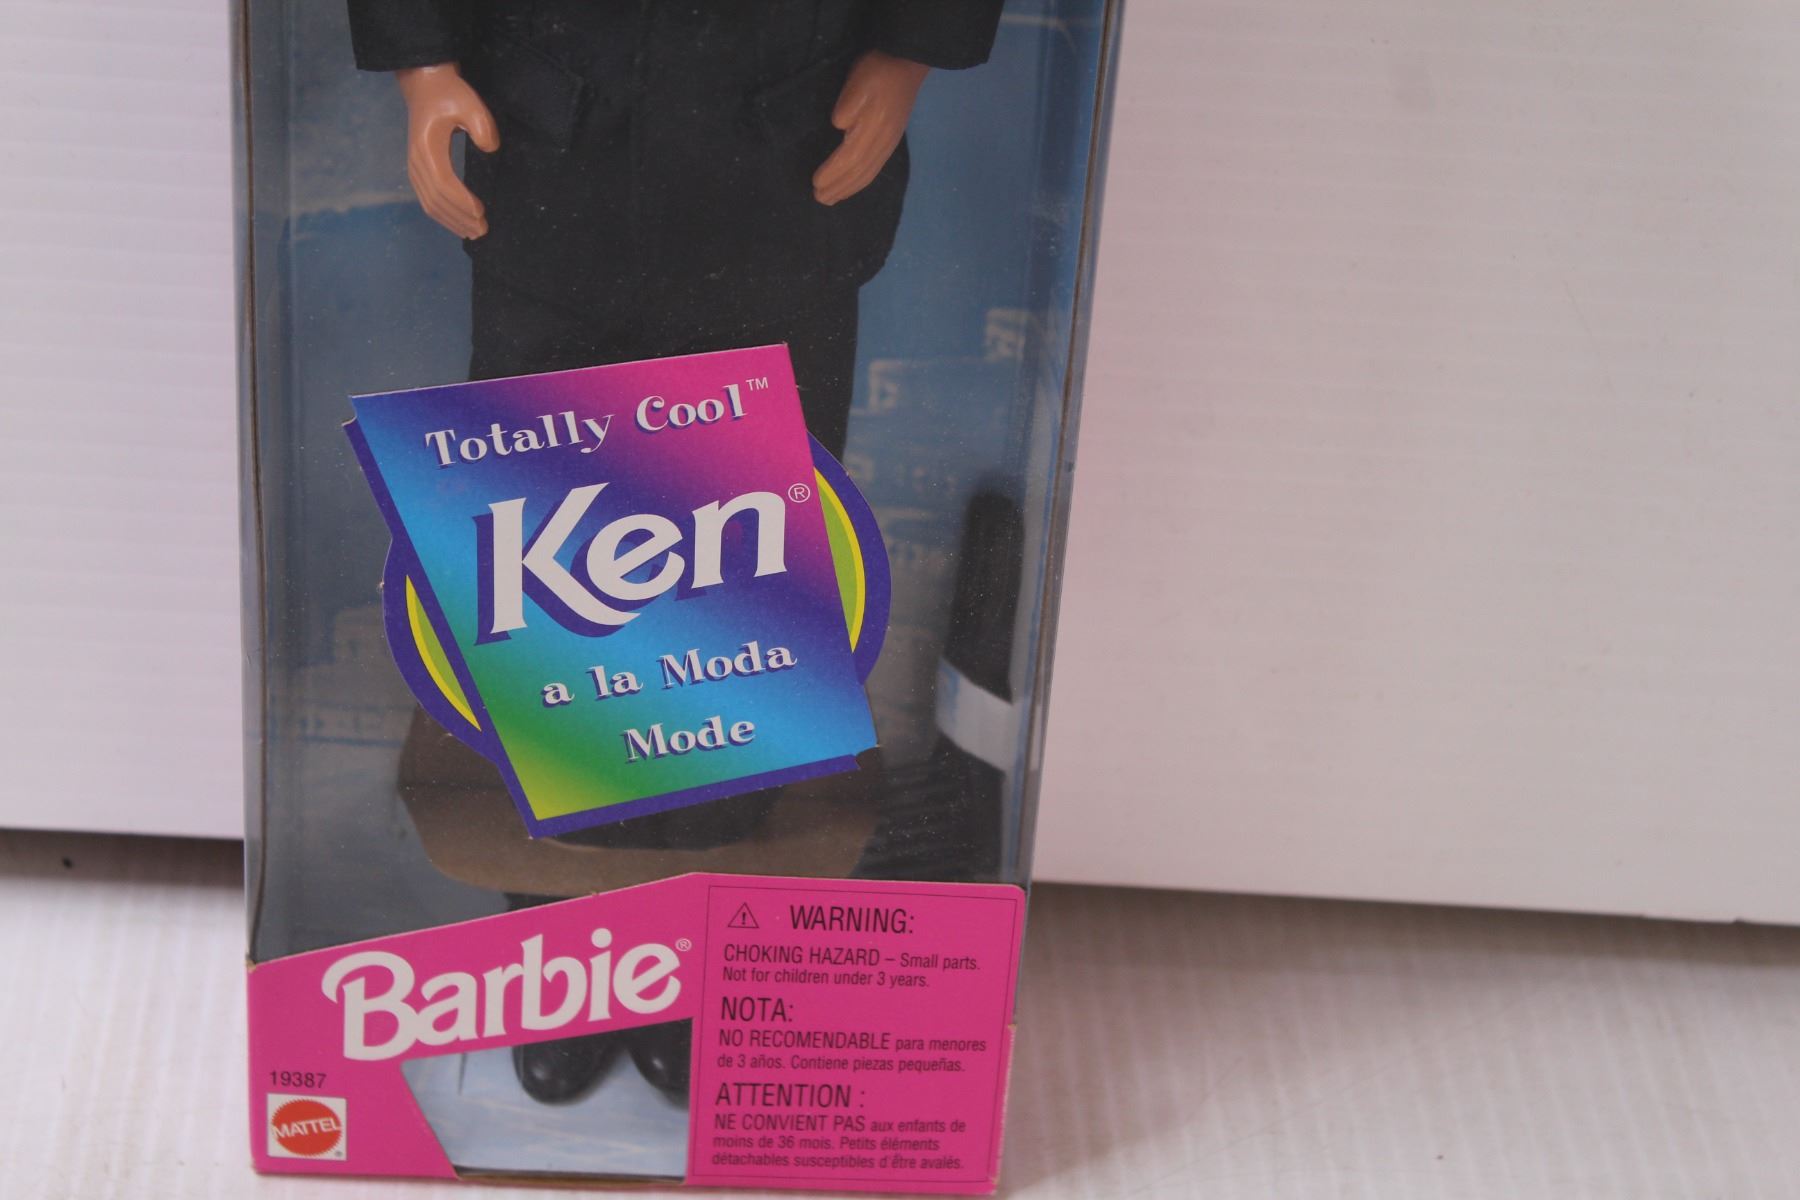 Totally Cool™
Ken®
a la Moda
Mode
Barbie®
19387
MATTEL®
⚠ WARNING:
CHOKING HAZARD – Small parts.
Not for children under 3 years.
NOTA:
NO RECOMENDABLE para menores
de 3 años. Contiene piezas pequeñas.
ATTENTION :
NE CONVIENT PAS aux enfants de
moins de 36 mois. Petits éléments
détachables susceptibles d'être avalés.